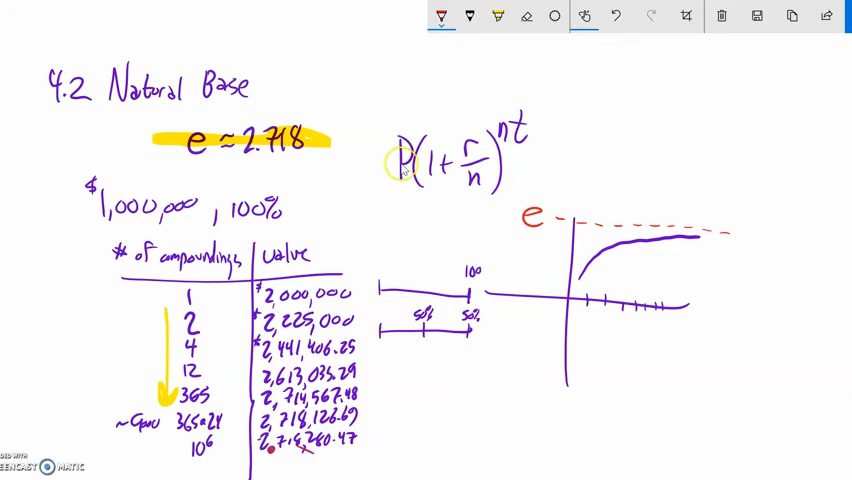 4.2 Natural Base
e ≈ 2.718
P(1 + r/n)^nt
$1,000,000, 100%
e
# of compoundings value
1 $2,000,000
100
2 $2,225,000
50% 50%
4 $2,441,406.25
12 2,613,035.29
365 2,714,567.48
365•24 2,718,126.69
10^6 2,718,280.47
SCREENCAST MATIC